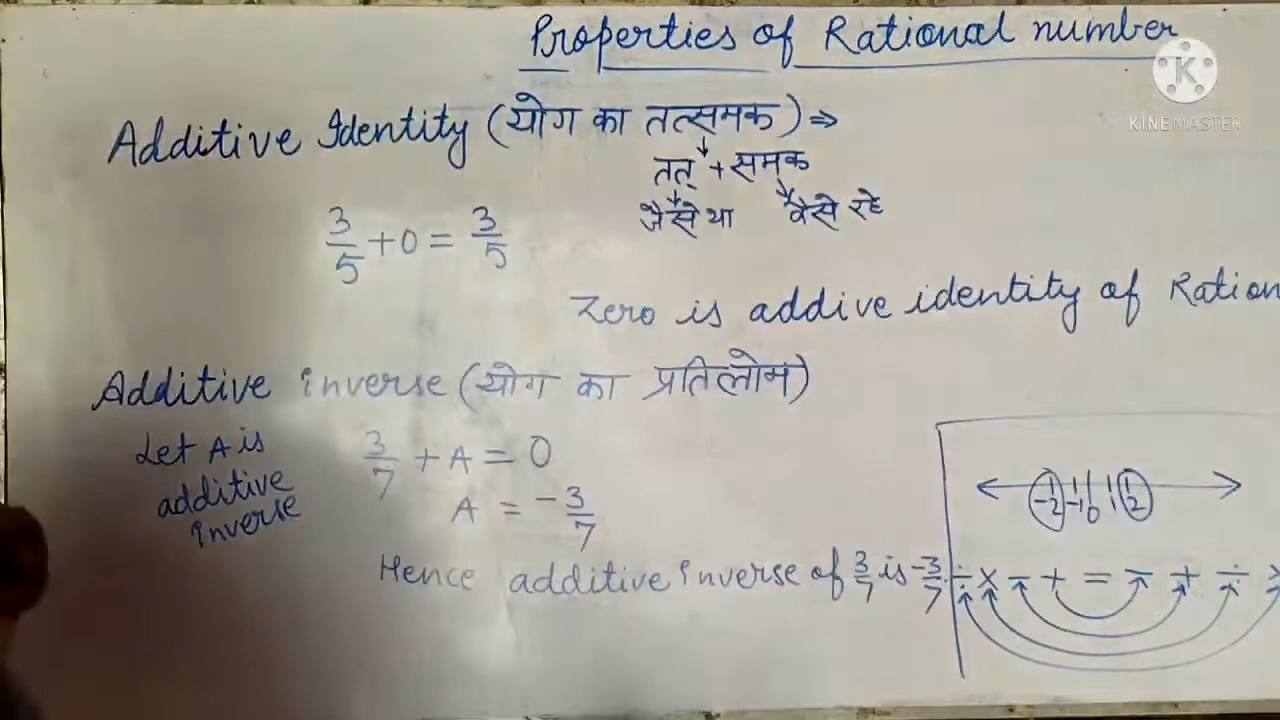 Properties of Rational number
KINEMASTER
Additive Identity (योग का तत्समक) ⇒
तत् + समक
जैसे था वैसे रहे
3/5 + 0 = 3/5
Zero is addive identity of Ration
Additive inverse (योग का प्रतिलोम)
Let A is
additive
inverse
3/7 + A = 0
A = -3/7
Hence additive inverse of 3/7 is -3/7
-2 -1 0 1 2
÷ × - + = - + ÷ ×